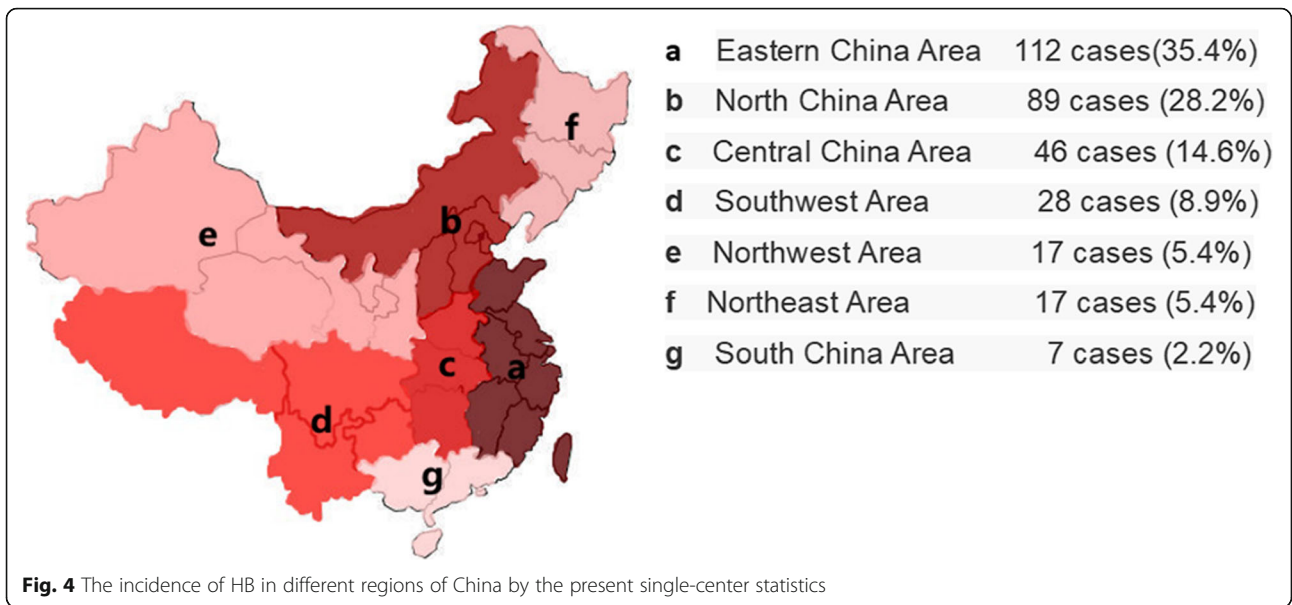 a Eastern China Area 112 cases(35.4%)
b North China Area 89 cases (28.2%)
c Central China Area 46 cases (14.6%)
d Southwest Area 28 cases (8.9%)
e Northwest Area 17 cases (5.4%)
f Northeast Area 17 cases (5.4%)
g South China Area 7 cases (2.2%)
f
b
e
c
a
d
g
Fig. 4 The incidence of HB in different regions of China by the present single-center statistics